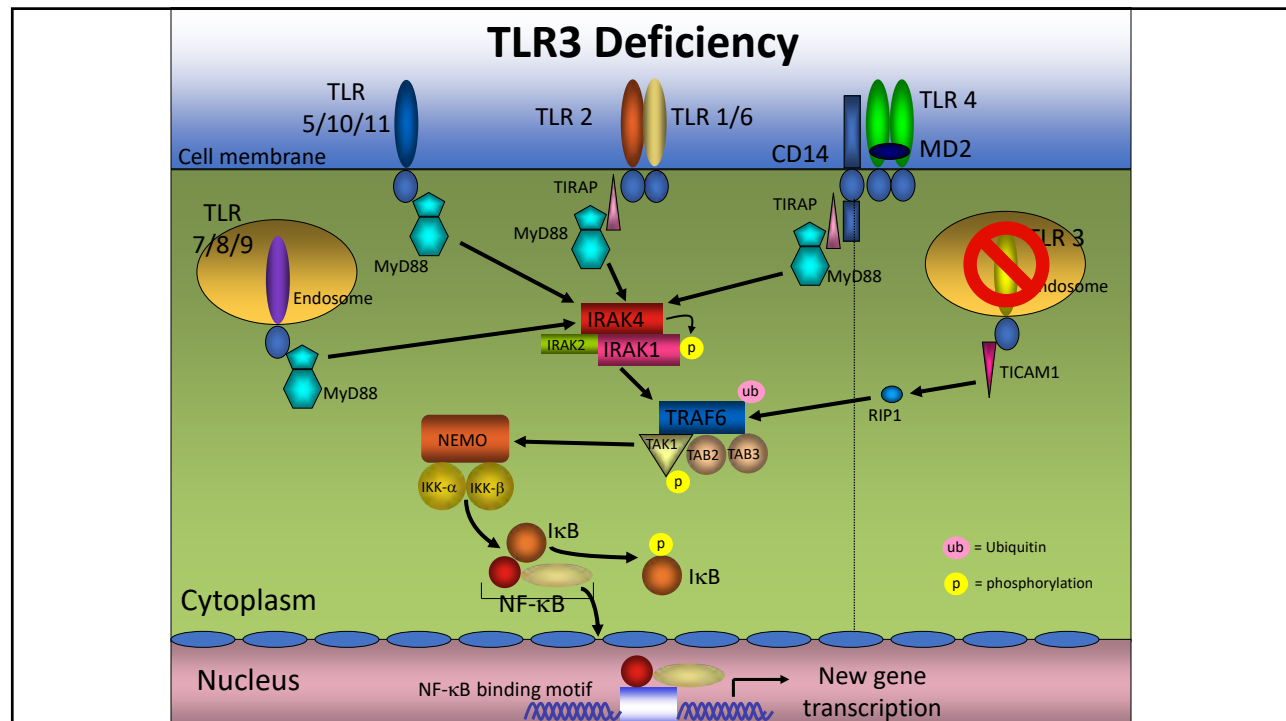 TLR3 Deficiency
TLR
5/10/11
TLR 2
TLR 1/6
TLR 4
CD14
MD2
Cell membrane
TIRAP
TIRAP
TLR
7/8/9
MyD88
MyD88
MyD88
TLR 3
Endosome
Endosome
IRAK4
IRAK2
IRAK1
p
MyD88
TICAM1
ub
RIP1
TRAF6
NEMO
TAK1
TAB2
TAB3
p
IKK-α
IKK-β
IκB
p
IκB
ub = Ubiquitin
p = phosphorylation
NF-κB
Cytoplasm
Nucleus
NF-κB binding motif
New gene
transcription